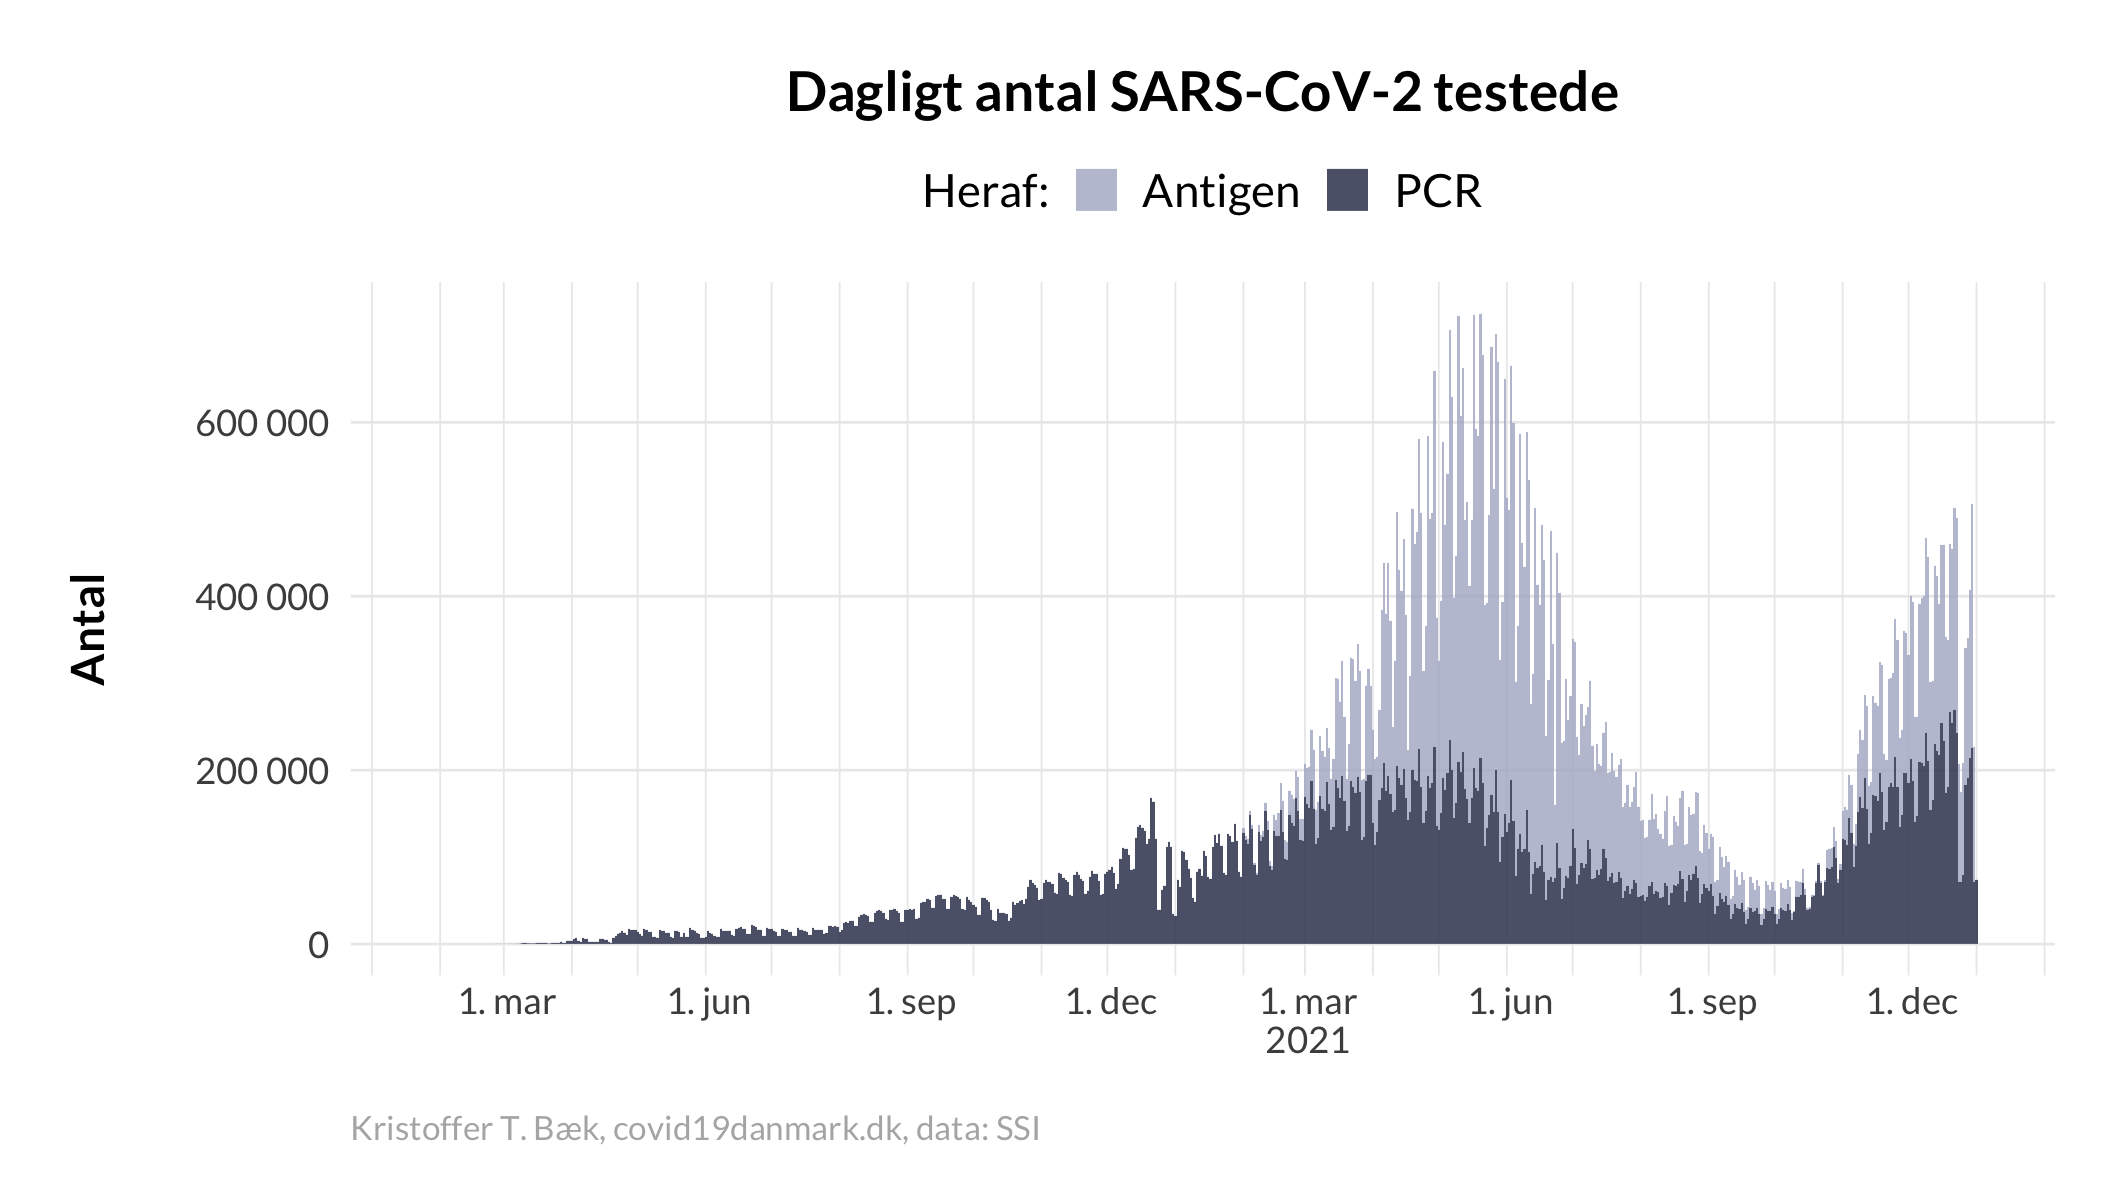 Dagligt antal SARS-CoV-2 testede
Heraf: Antigen PCR
Antal
600 000
400 000
200 000
0
1. mar 1. jun 1. sep 1. dec 1. mar 1. jun 1. sep 1. dec
2021
Kristoffer T. Bæk, covid19danmark.dk, data: SSI